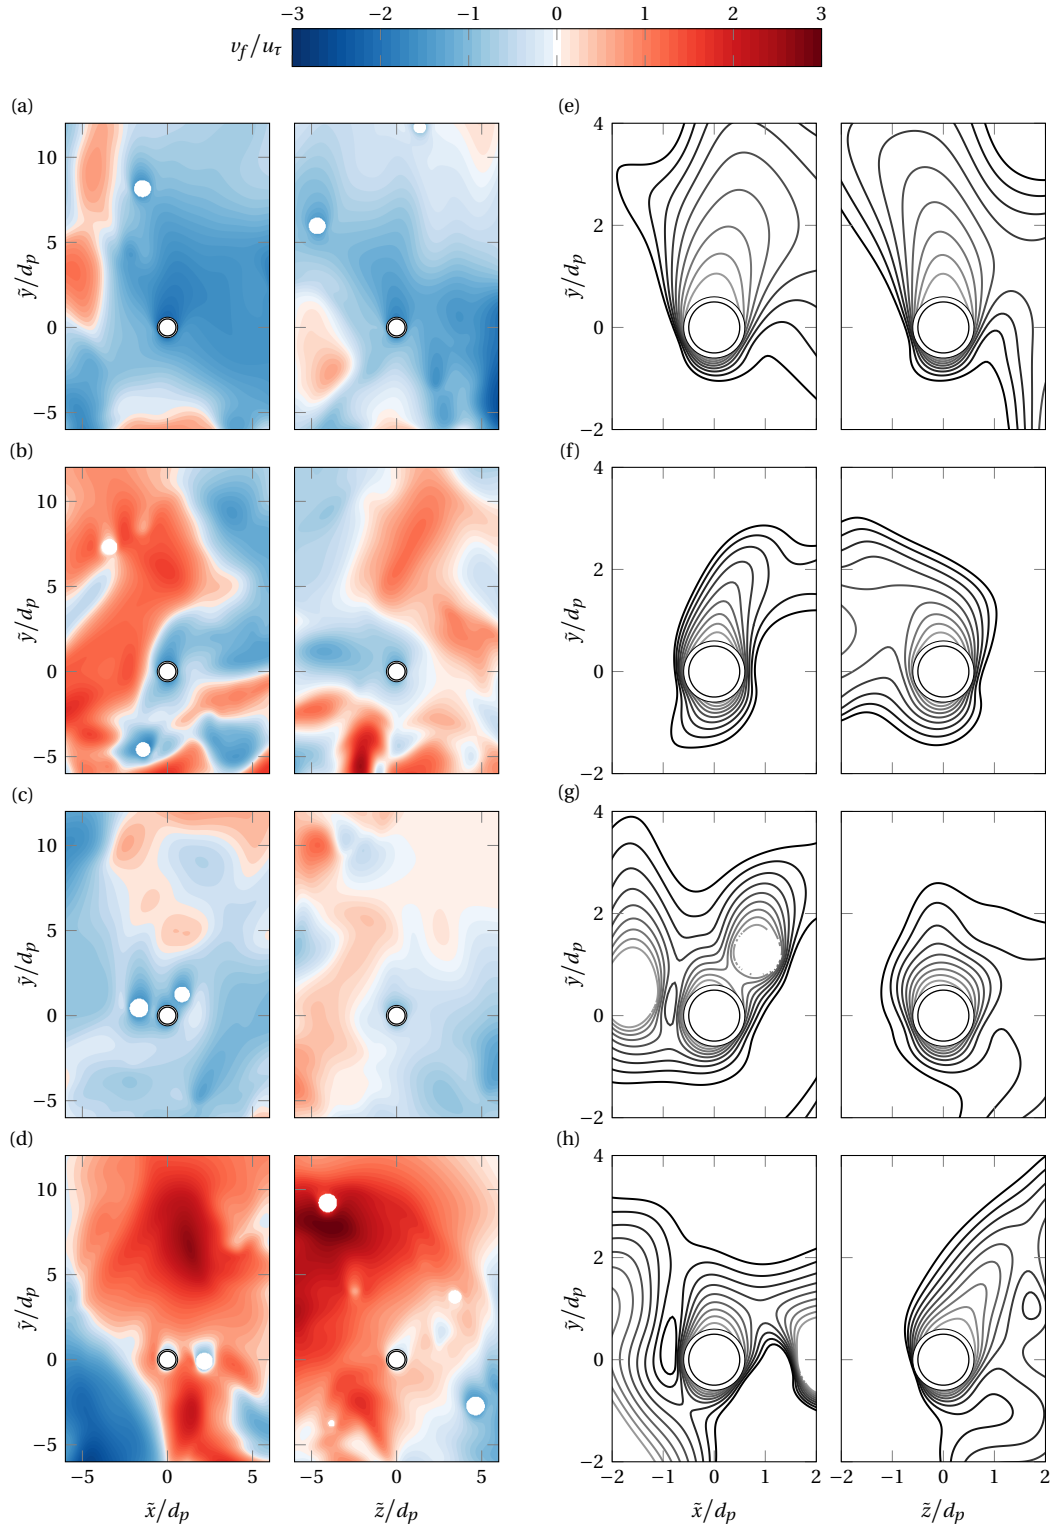 −3 −2 −1 0 1 2 3
v_f/u_τ
(a) (e)
10 5 0 −5
ỹ/d_p
4 2 0 −2
ỹ/d_p
(b) (f)
10 5 0 −5
ỹ/d_p
4 2 0 −2
ỹ/d_p
(c) (g)
10 5 0 −5
ỹ/d_p
4 2 0 −2
ỹ/d_p
(d) (h)
10 5 0 −5
ỹ/d_p
4 2 0 −2
ỹ/d_p
−5 0 5 −5 0 5 −2 −1 0 1 2 −2 −1 0 1 2
x̃/d_p z̃/d_p x̃/d_p z̃/d_p